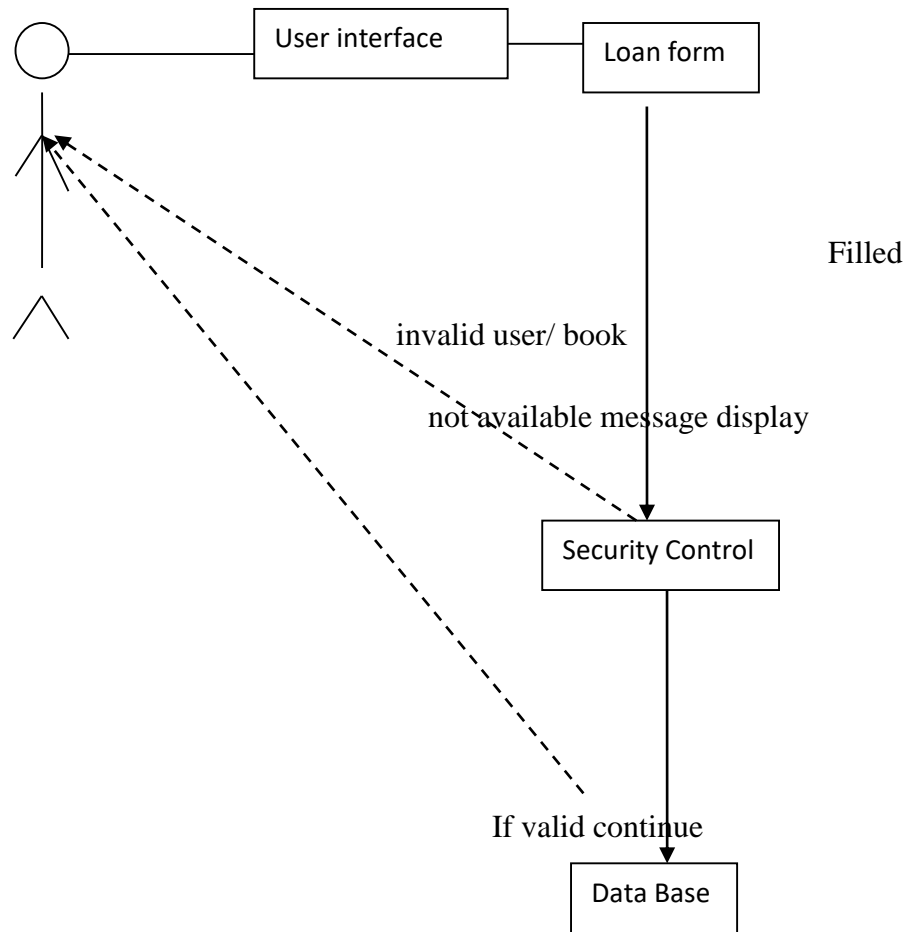 User interface
Loan form
Filled
invalid user/ book
not available message display
Security Control
If valid continue
Data Base